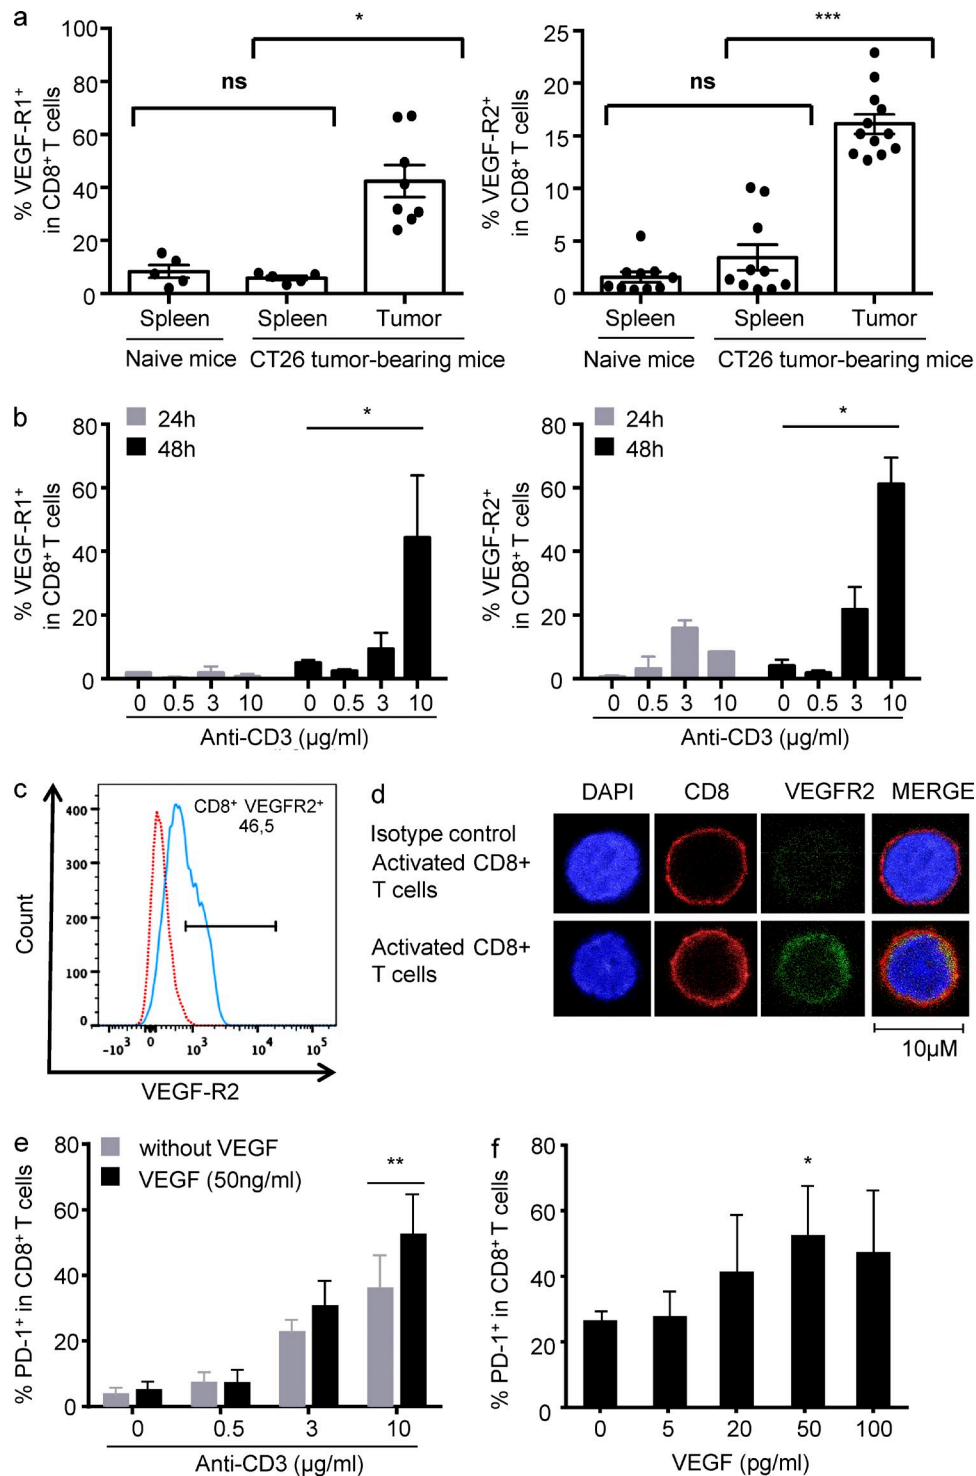 a
% VEGF-R1⁺
in CD8⁺ T cells
100
80
60
40
20
0
ns
*
Spleen Spleen Tumor
Naive mice CT26 tumor-bearing mice
% VEGF-R2⁺
in CD8⁺ T cells
25
20
15
10
5
0
ns
***
Spleen Spleen Tumor
Naive mice CT26 tumor-bearing mice
b
% VEGF-R1⁺
in CD8⁺ T cells
80
60
40
20
0
24h
48h
*
0 0.5 3 10 0 0.5 3 10
Anti-CD3 (µg/ml)
% VEGF-R2⁺
in CD8⁺ T cells
80
60
40
20
0
24h
48h
*
0 0.5 3 10 0 0.5 3 10
Anti-CD3 (µg/ml)
c
Count
400
300
200
100
0
CD8⁺ VEGFR2⁺
46,5
-10³ 0 10³ 10⁴ 10⁵
VEGF-R2
d
DAPI CD8 VEGFR2 MERGE
Isotype control
Activated CD8+
T cells
Activated CD8+
T cells
10µM
e
% PD-1⁺ in CD8⁺ T cells
80
60
40
20
0
without VEGF
VEGF (50ng/ml)
**
0 0.5 3 10
Anti-CD3 (µg/ml)
f
% PD-1⁺ in CD8⁺ T cells
80
60
40
20
0
*
0 5 20 50 100
VEGF (pg/ml)